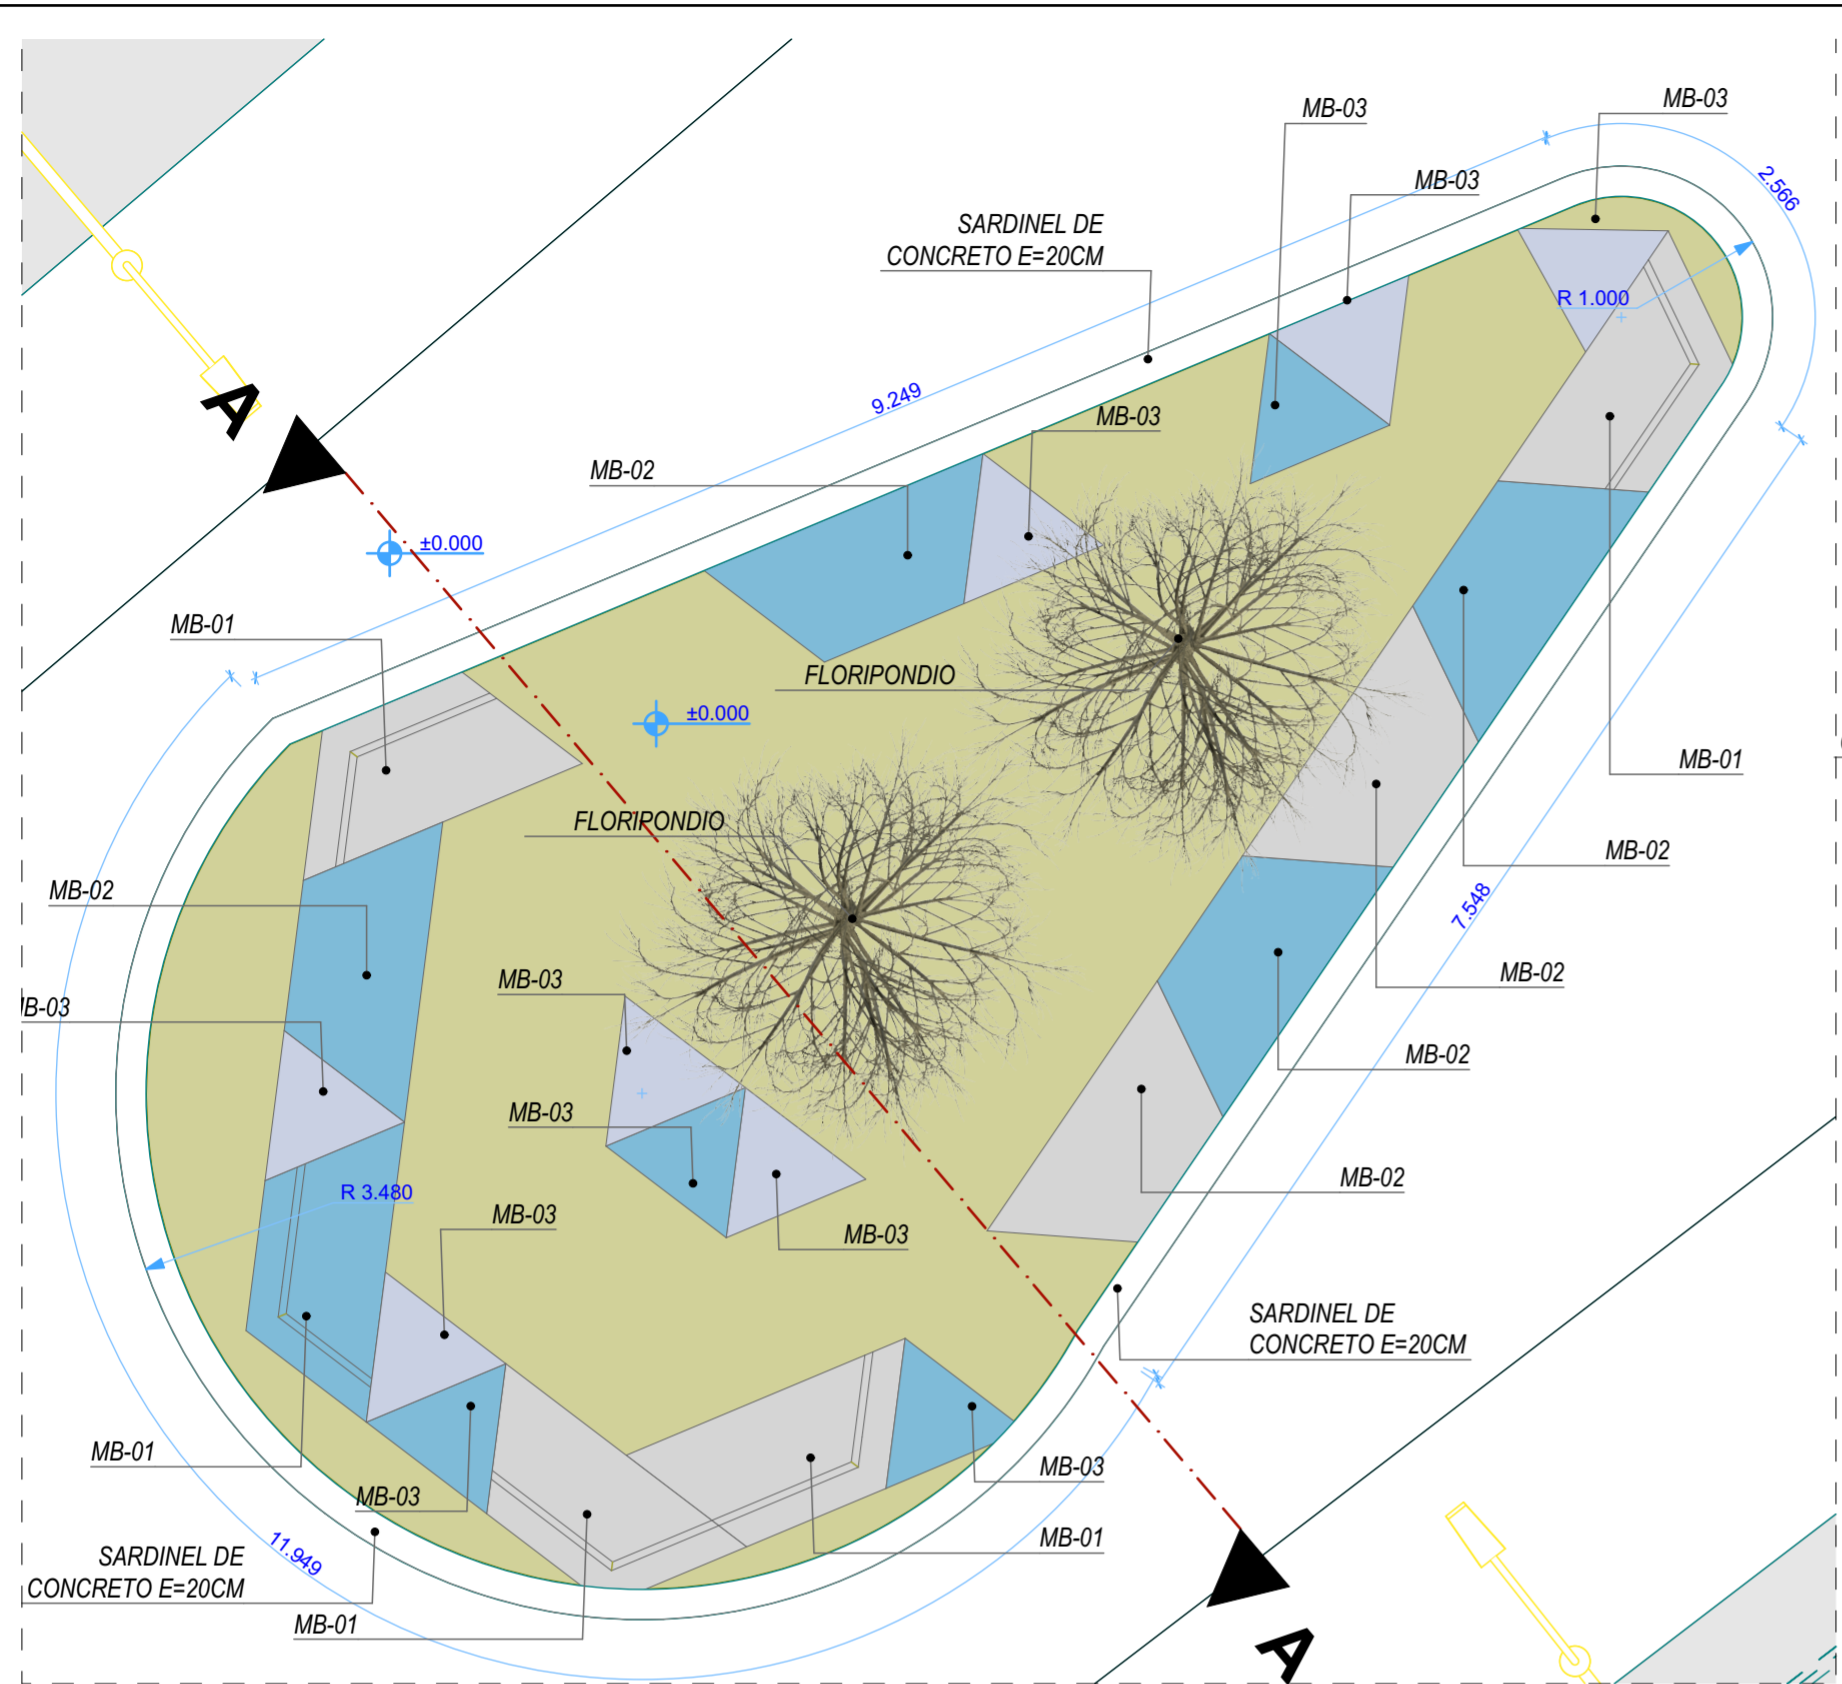 MB-03
MB-03
2.566
MB-03
SARDINEL DE
CONCRETO E=20CM
R 1.000
A
9.249
MB-03
MB-02
±0.000
MB-01
FLORIPONDIO
±0.000
MB-01
FLORIPONDIO
MB-02
MB-02
7.548
MB-02
MB-03
B-03
MB-02
MB-03
MB-02
R 3.480
MB-03
MB-03
SARDINEL DE
CONCRETO E=20CM
MB-01
MB-03
MB-03
MB-01
11.949
SARDINEL DE
CONCRETO E=20CM
MB-01
A